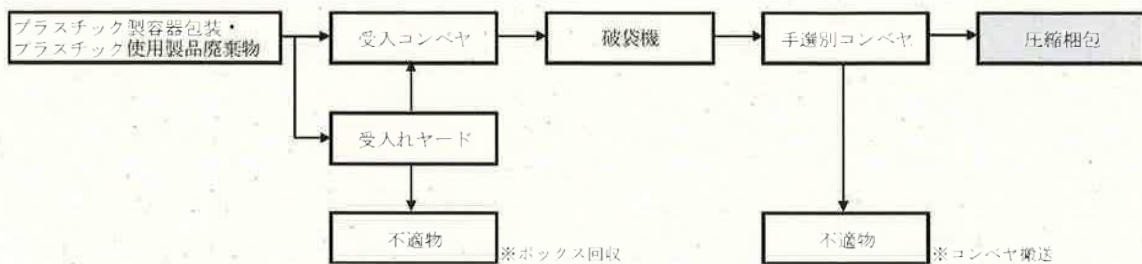 プラスチック製容器包装・
プラスチック使用製品廃棄物
受入コンベヤ
破袋機
手選別コンベヤ
圧縮梱包
受入れヤード
不適物
※ボックス回収
不適物
※コンベヤ搬送